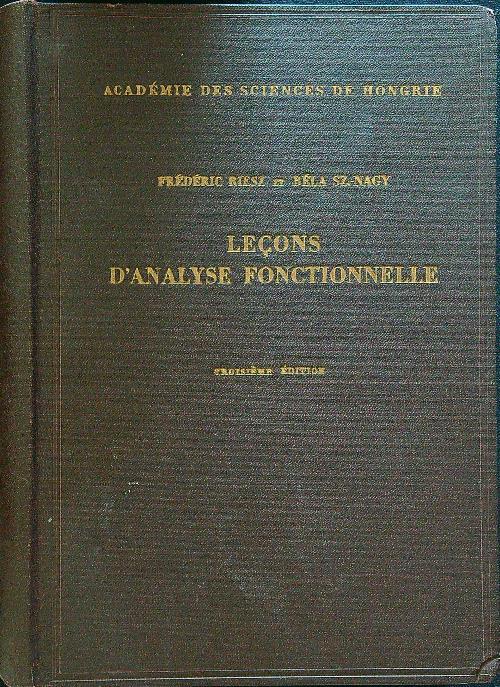 ACADÉMIE DES SCIENCES DE HONGRIE
FRÉDÉRIC RIESZ ET BÉLA SZ.-NAGY
LEÇONS
D'ANALYSE FONCTIONNELLE
TROISIÈME ÉDITION